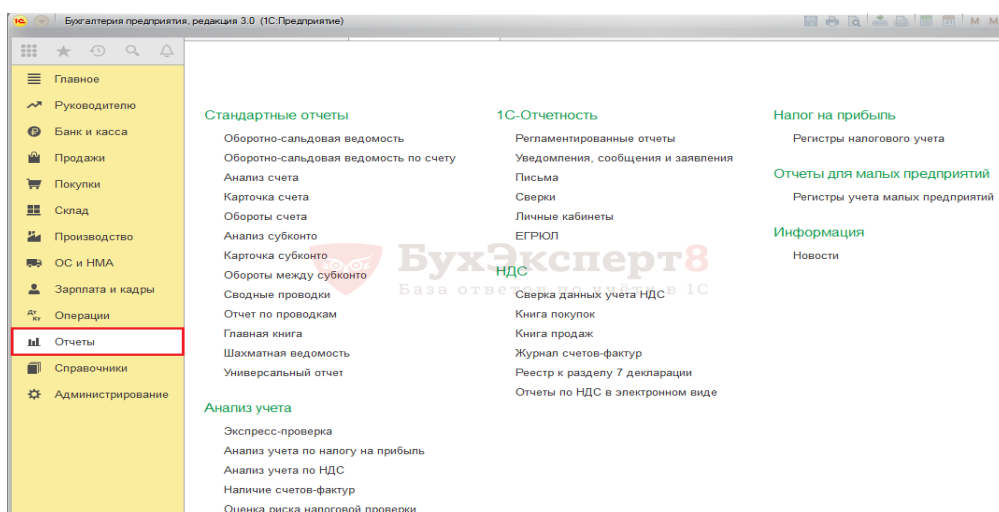 1С Бухгалтерия предприятия, редакция 3.0 (1С:Предприятие) M M
Главное
Руководителю
Банк и касса
Продажи
Покупки
Склад
Производство
ОС и НМА
Зарплата и кадры
Дт Кт Операции
Отчеты
Справочники
Администрирование
Стандартные отчеты
Оборотно-сальдовая ведомость
Оборотно-сальдовая ведомость по счету
Анализ счета
Карточка счета
Обороты счета
Анализ субконто
Карточка субконто
Обороты между субконто
Сводные проводки
Отчет по проводкам
Главная книга
Шахматная ведомость
Универсальный отчет
Анализ учета
Экспресс-проверка
Анализ учета по налогу на прибыль
Анализ учета по НДС
Наличие счетов-фактур
Оценка риска налоговой проверки
1С-Отчетность
Регламентированные отчеты
Уведомления, сообщения и заявления
Письма
Сверки
Личные кабинеты
ЕГРЮЛ
НДС
Сверка данных учета НДС
Книга покупок
Книга продаж
Журнал счетов-фактур
Реестр к разделу 7 декларации
Отчеты по НДС в электронном виде
Налог на прибыль
Регистры налогового учета
Отчеты для малых предприятий
Регистры учета малых предприятий
Информация
Новости
БухЭксперт8
База ответов по учёту в 1С